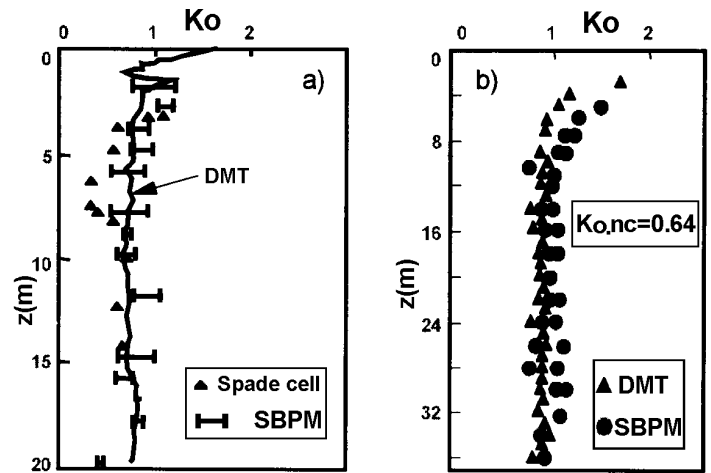 Ko
0 1 2
0
5
10
15
20
z(m)
a)
DMT
Spade cell
SBPM
Ko
0 1 2
0
8
16
24
32
z(m)
b)
Ko,nc=0.64
DMT
SBPM